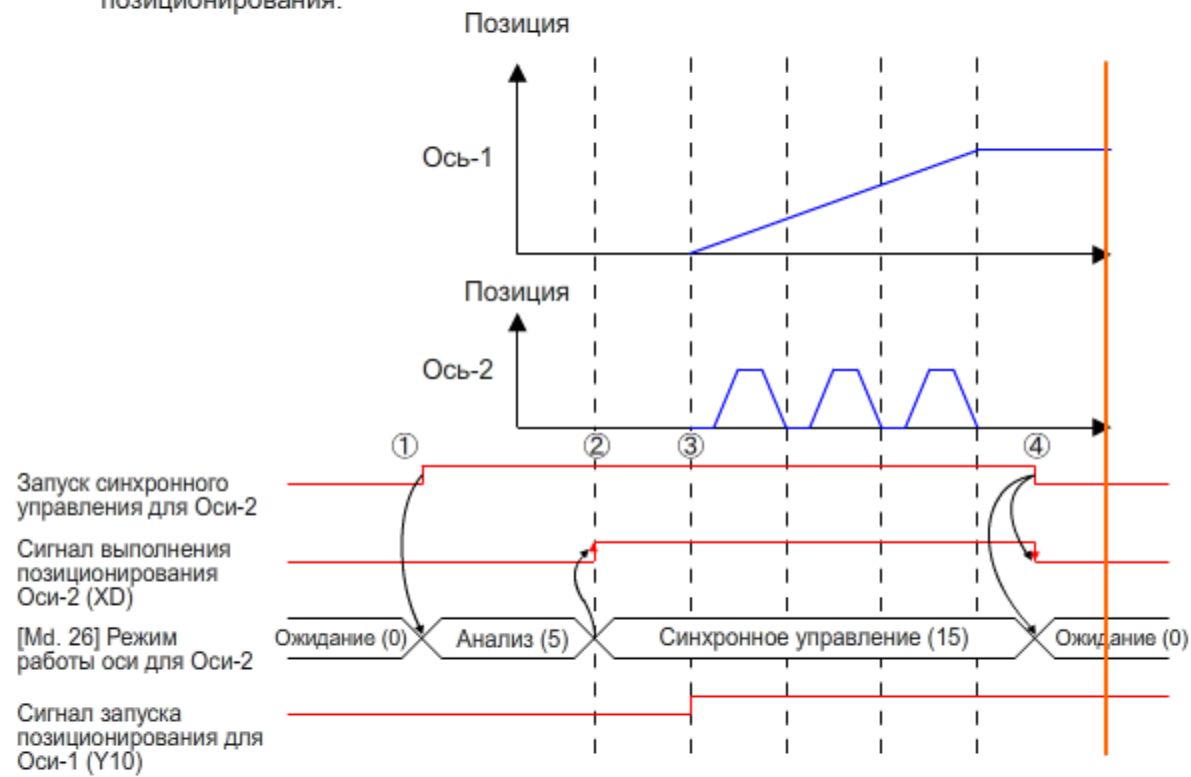 позиционирования.
Позиция
Ось-1
Позиция
Ось-2
① ② ③ ④
Запуск синхронного
управления для Оси-2
Сигнал выполнения
позиционирования
Оси-2 (XD)
[Md. 26] Режим
работы оси для Оси-2
Ожидание (0) Анализ (5) Синхронное управление (15) Ожидание (0)
Сигнал запуска
позиционирования для
Оси-1 (Y10)